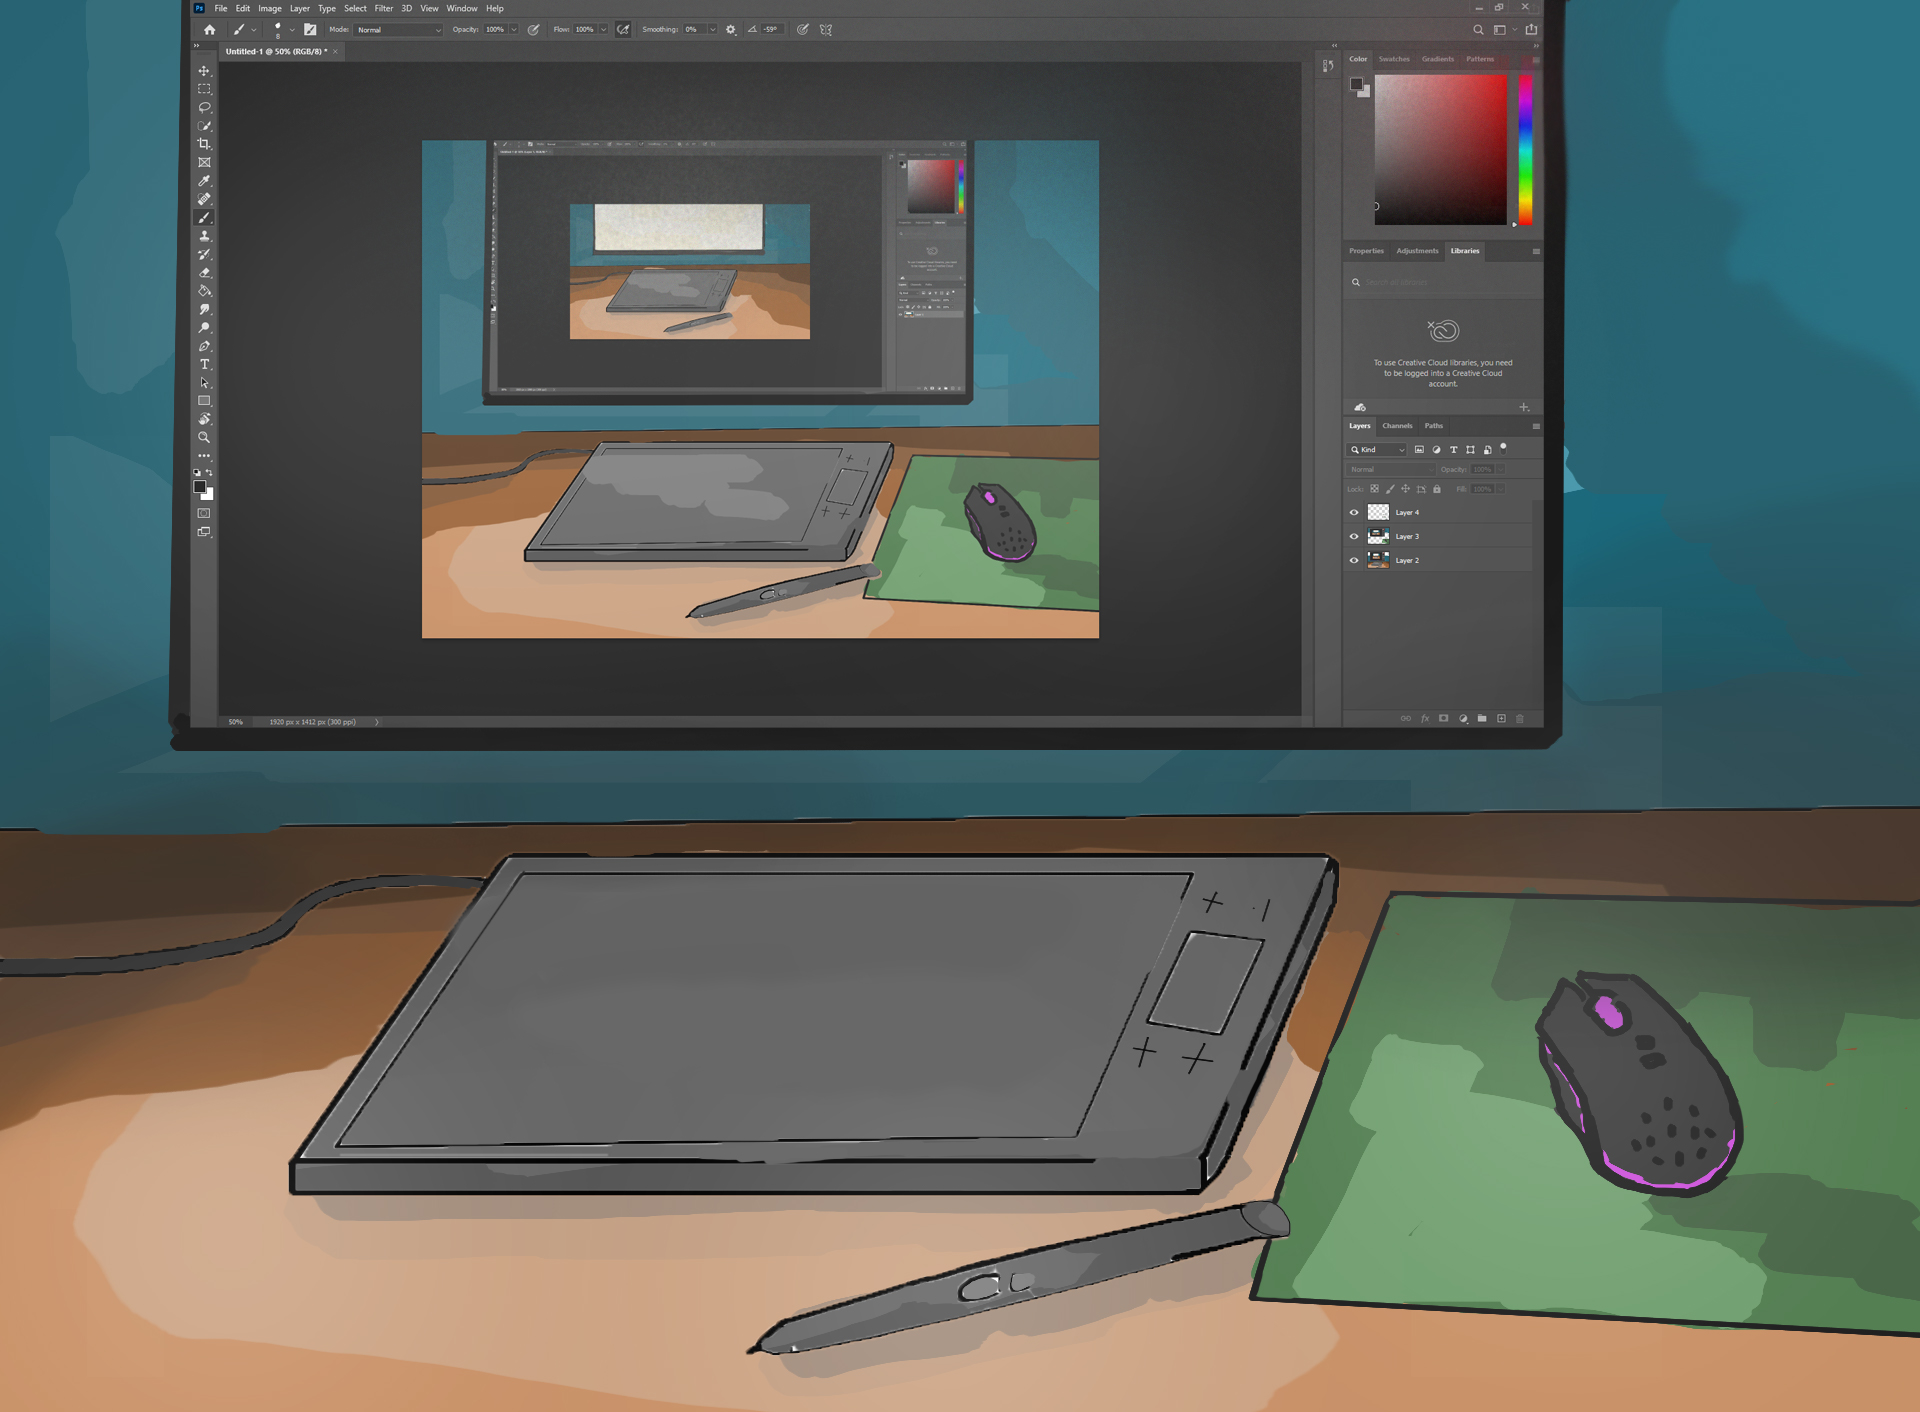 Ps File Edit Image Layer Type Select Filter 3D View Window Help
8 Mode: Normal Opacity: 100% Flow: 100% Smoothing: 0% -59°
Untitled-1 @ 50% (RGB/8) * ×
Color Swatches Gradients Patterns
Properties Adjustments Libraries
To use Creative Cloud libraries, you need
to be logged into a Creative Cloud
account.
Layers Channels Paths
Kind
Normal Opacity: 100%
Lock: Fill: 100%
Layer 4
Layer 3
Layer 2
50% 1920 px x 1412 px (300 ppi)
fx